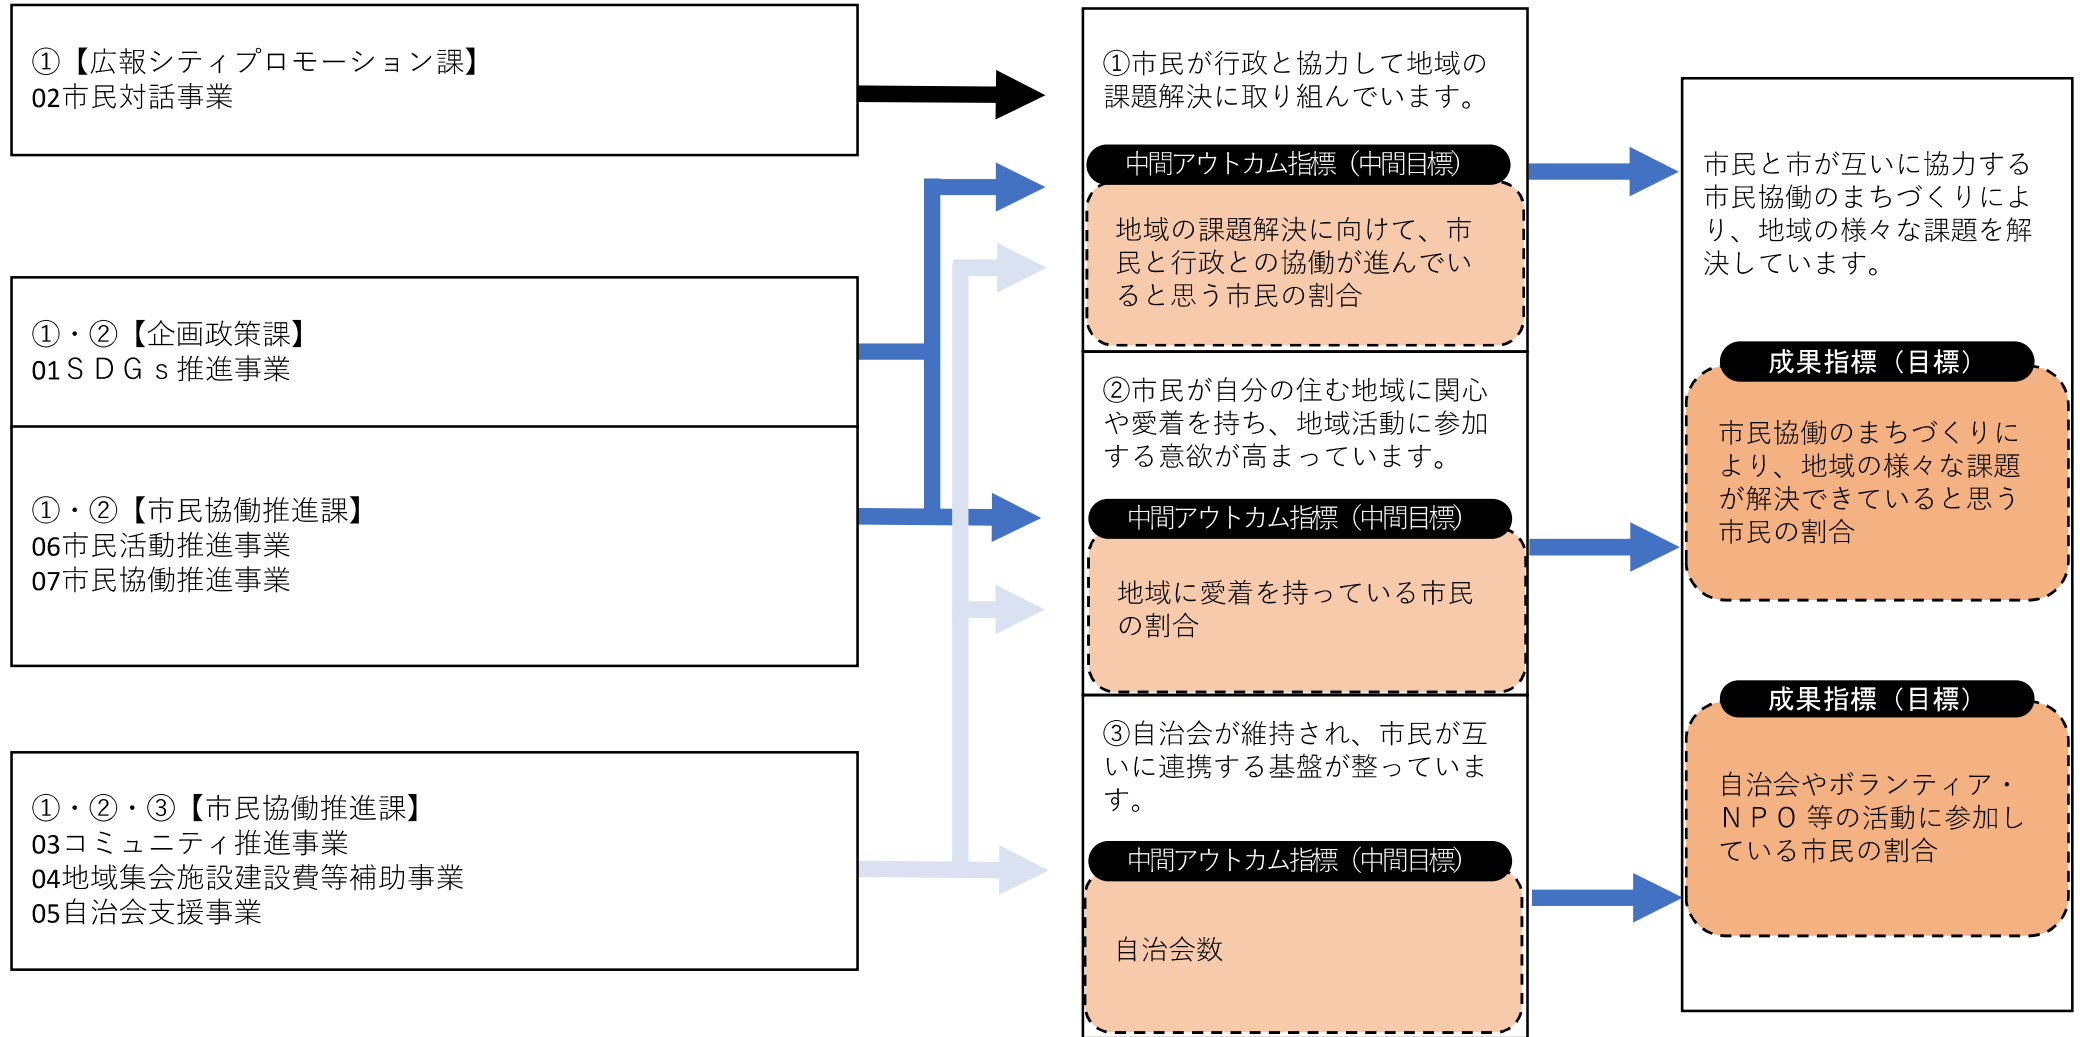 ①【広報シティプロモーション課】
02市民対話事業
①・②【企画政策課】
01ＳＤＧｓ推進事業
①・②【市民協働推進課】
06市民活動推進事業
07市民協働推進事業
①・②・③【市民協働推進課】
03コミュニティ推進事業
04地域集会施設建設費等補助事業
05自治会支援事業
①市民が行政と協力して地域の
課題解決に取り組んでいます。
中間アウトカム指標（中間目標）
地域の課題解決に向けて、市
民と行政との協働が進んでい
ると思う市民の割合
②市民が自分の住む地域に関心
や愛着を持ち、地域活動に参加
する意欲が高まっています。
中間アウトカム指標（中間目標）
地域に愛着を持っている市民
の割合
③自治会が維持され、市民が互
いに連携する基盤が整っていま
す。
中間アウトカム指標（中間目標）
自治会数
市民と市が互いに協力する
市民協働のまちづくりによ
り、地域の様々な課題を解
決しています。
成果指標（目標）
市民協働のまちづくりに
より、地域の様々な課題
が解決できていると思う
市民の割合
成果指標（目標）
自治会やボランティア・
ＮＰＯ等の活動に参加し
ている市民の割合